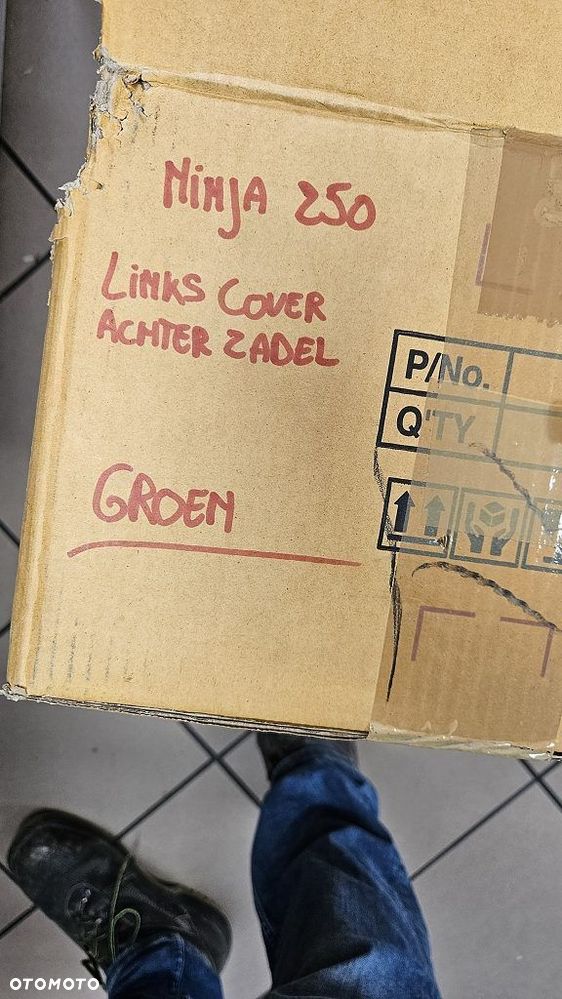 NINJA 250
LINKS COVER
ACHTER ZADEL
P/No.
Q'TY
GROEN
OTOMOTO